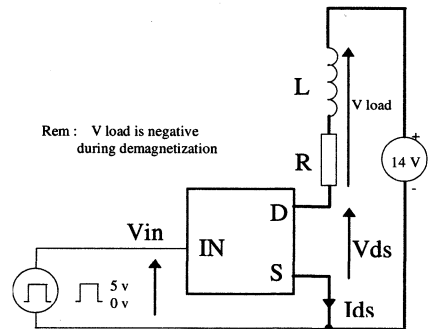 L
V load
Rem : V load is negative
during demagnetization
R
+
14 V
-
D
Vin
IN
Vds
S
5 v
0 v
Ids